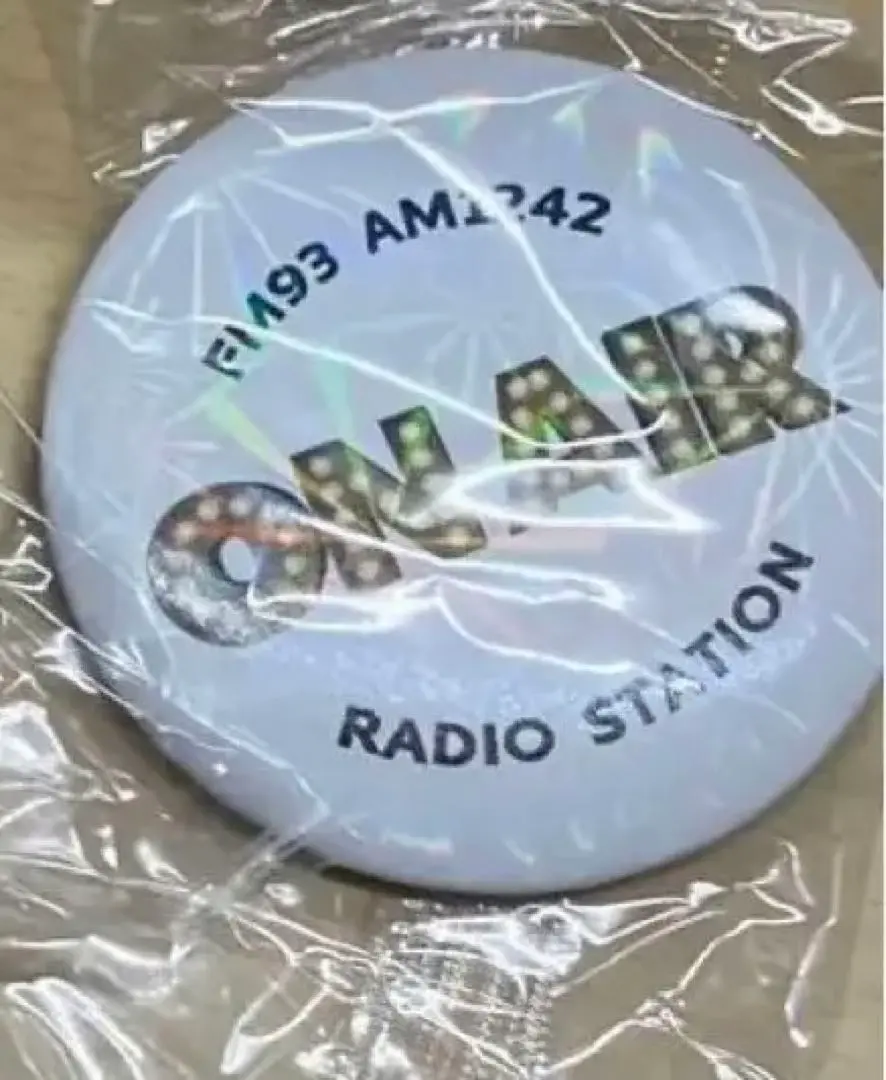 FM93 AM1242
ON AIR
RADIO STATION